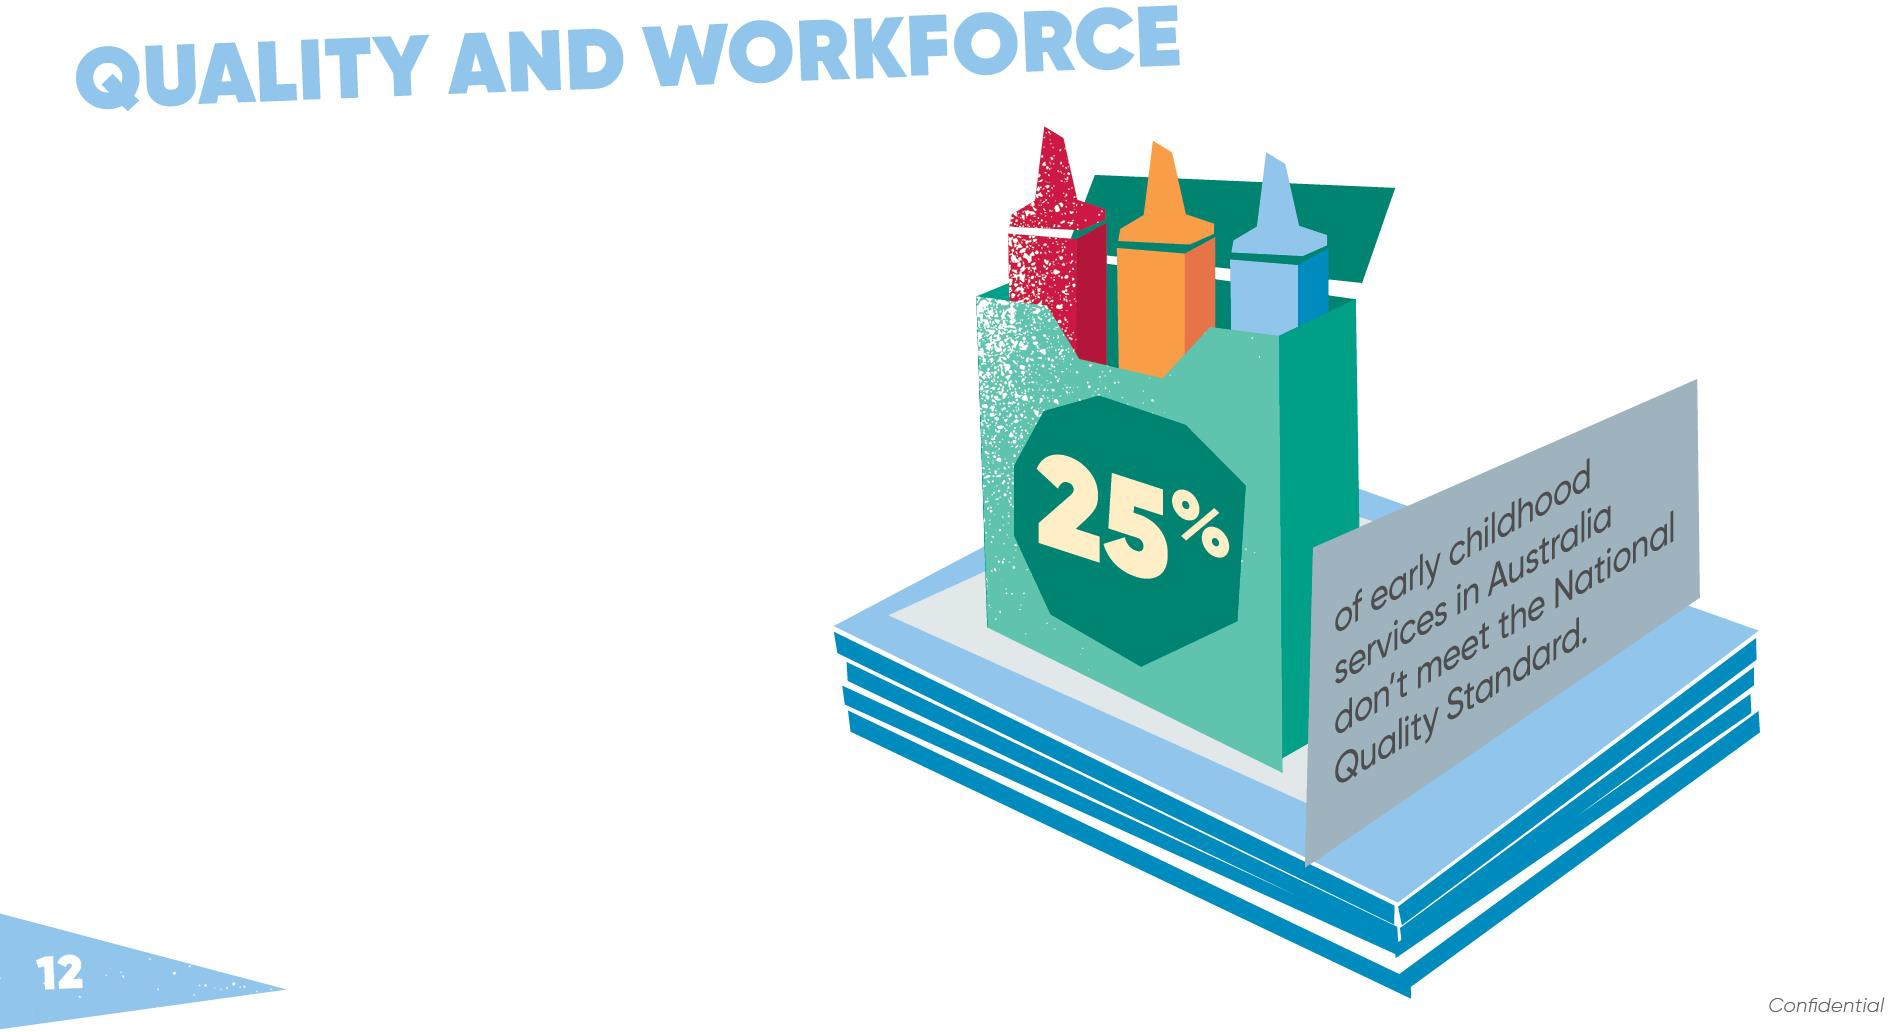 QUALITY AND WORKFORCE
25%
of early childhood
services in Australia
don't meet the National
Quality Standard.
12
Confidential